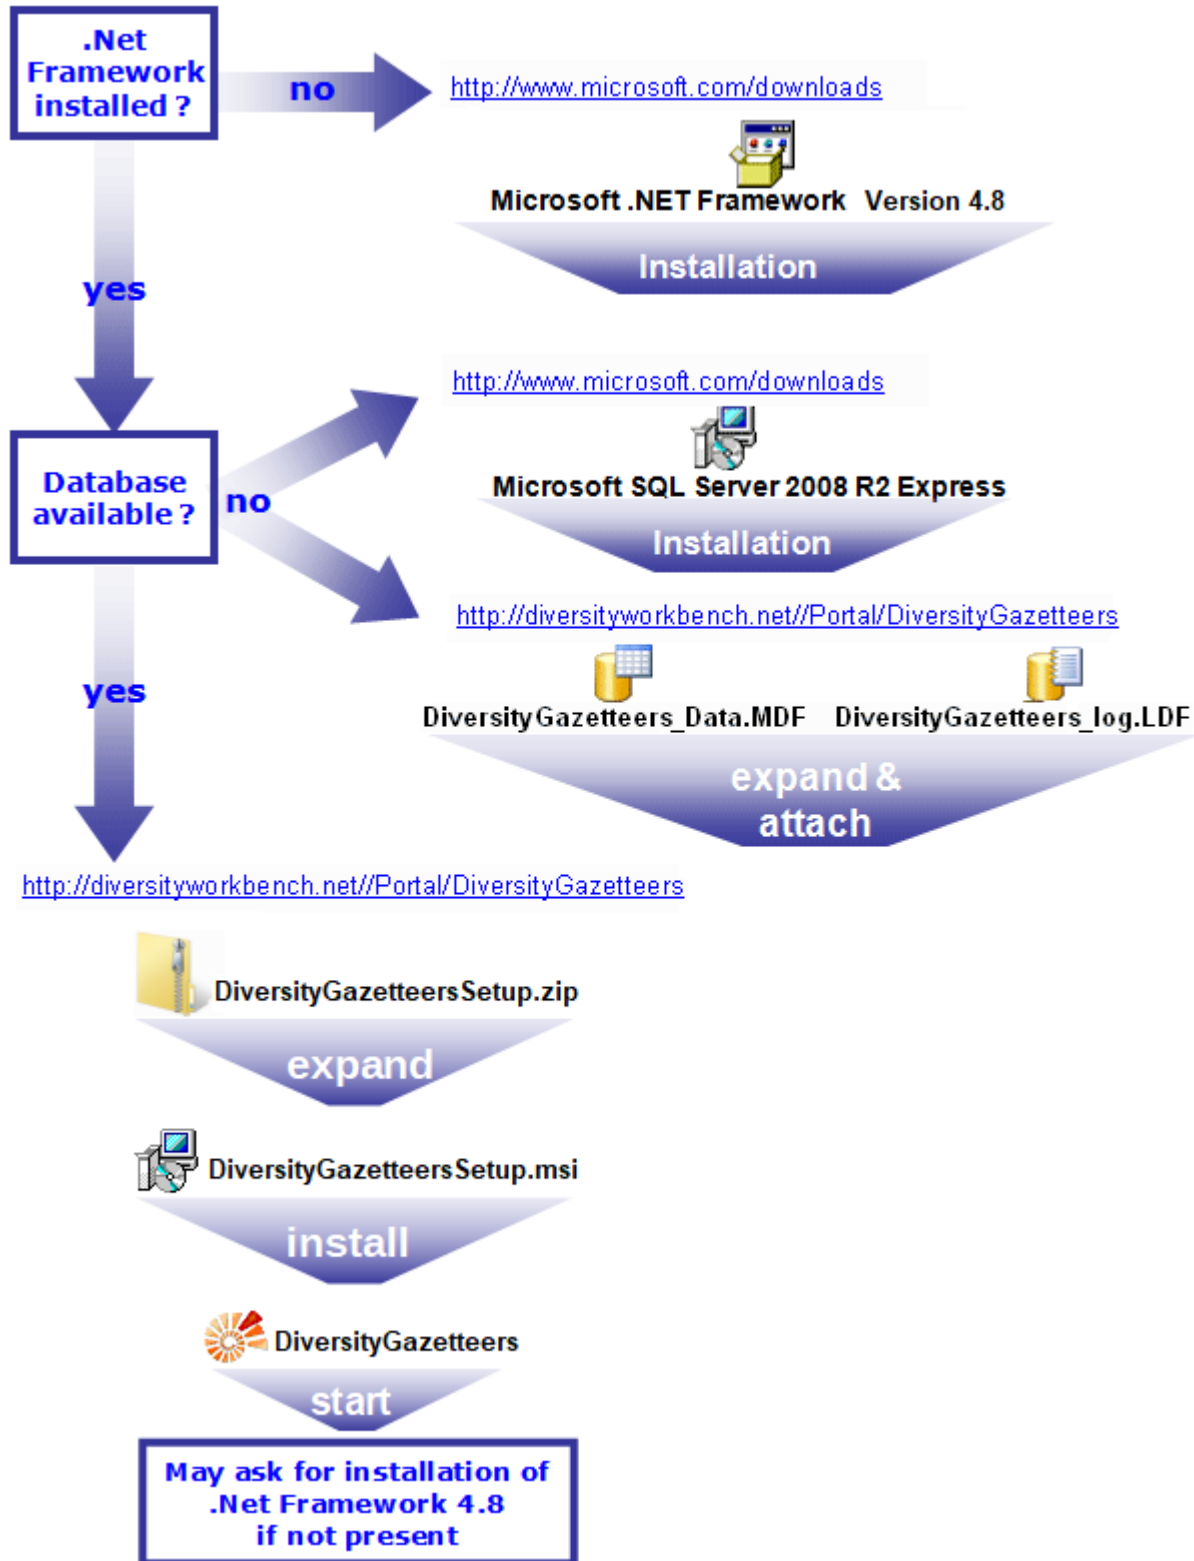 .Net
Framework
installed ?
no
http://www.microsoft.com/downloads
Microsoft .NET Framework Version 4.8
Installation
yes
http://www.microsoft.com/downloads
Microsoft SQL Server 2008 R2 Express
Installation
Database
available ?
no
http://diversityworkbench.net//Portal/DiversityGazetteers
DiversityGazetteers_Data.MDF DiversityGazetteers_log.LDF
expand &
attach
yes
http://diversityworkbench.net//Portal/DiversityGazetteers
DiversityGazetteersSetup.zip
expand
DiversityGazetteersSetup.msi
install
DiversityGazetteers
start
May ask for installation of
.Net Framework 4.8
if not present